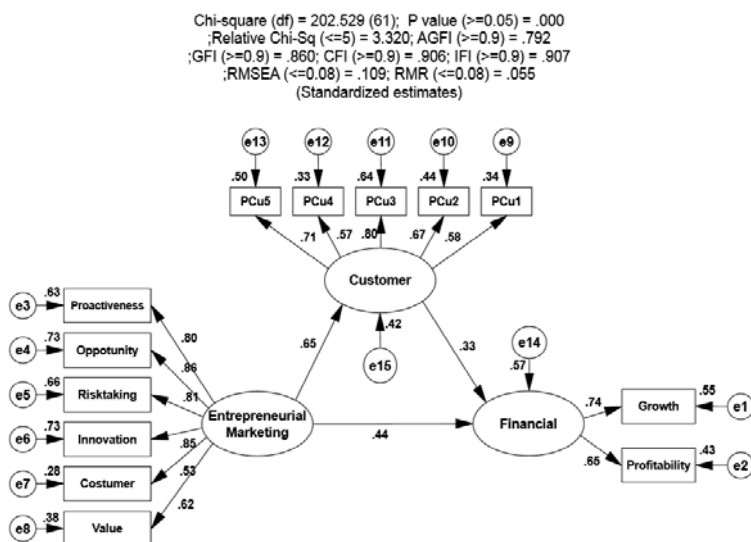 Chi-square (df) = 202.529 (61); P value (>=0.05) = .000
;Relative Chi-Sq (<=5) = 3.320; AGFI (>=0.9) = .792
;GFI (>=0.9) = .860; CFI (>=0.9) = .906; IFI (>=0.9) = .907
;RMSEA (<=0.08) = .109; RMR (<=0.08) = .055
(Standardized estimates)
e13 e12 e11 e10 e9
.50 .33 .64 .44 .34
PCu5 PCu4 PCu3 PCu2 PCu1
.71 .57 .80 .67 .58
Customer
.42
e15
.65
.33
e14
.57
e3 .63 Proactiveness
.80
e4 .73 Oppotunity
.86
e5 .66 Risktaking
.81
e6 .73 Innovation
.85
e7 .28 Costumer
.53
e8 .38 Value
.62
Entrepreneurial
Marketing
.44
Financial
.74
Growth .55 e1
.65
Profitability .43 e2